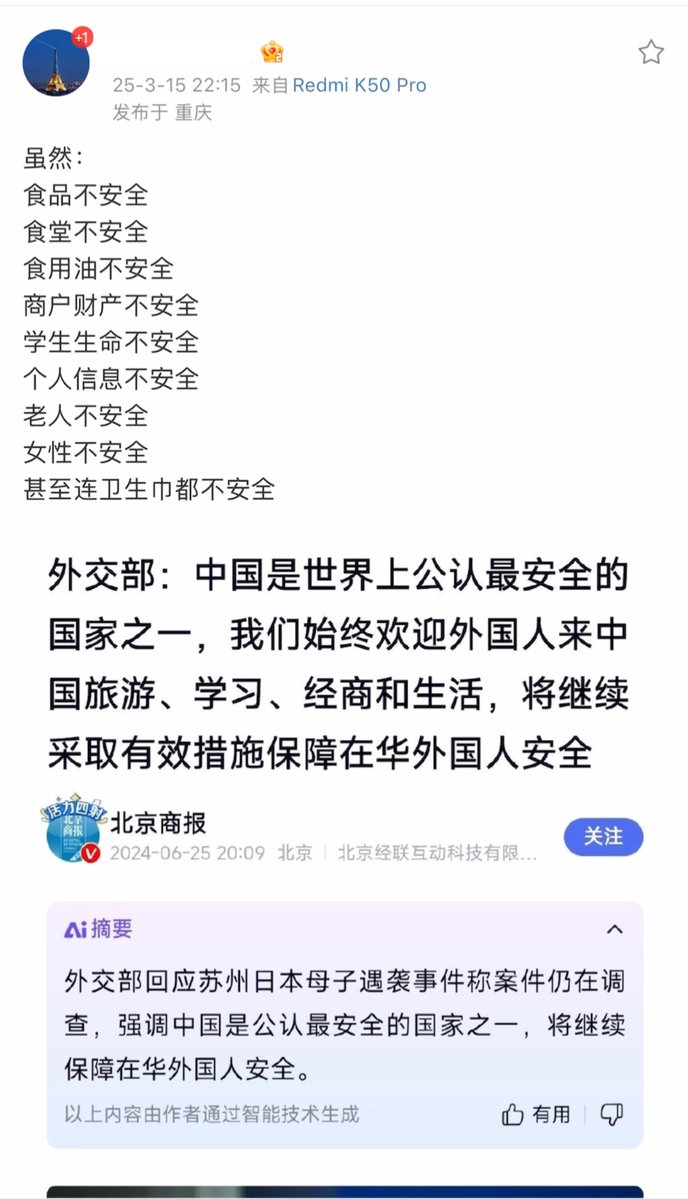 +1
25-3-15 22:15 来自Redmi K50 Pro
发布于 重庆
虽然：
食品不安全
食堂不安全
食用油不安全
商户财产不安全
学生生命不安全
个人信息不安全
老人不安全
女性不安全
甚至连卫生巾都不安全
外交部：中国是世界上公认最安全的
国家之一，我们始终欢迎外国人来中
国旅游、学习、经商和生活，将继续
采取有效措施保障在华外国人安全
活力四射
北京商报
北京商报
2024-06-25 20:09 北京 | 北京经联互动科技有限...
关注
Ai摘要
外交部回应苏州日本母子遇袭事件称案件仍在调
查，强调中国是公认最安全的国家之一，将继续
保障在华外国人安全。
以上内容由作者通过智能技术生成
有用